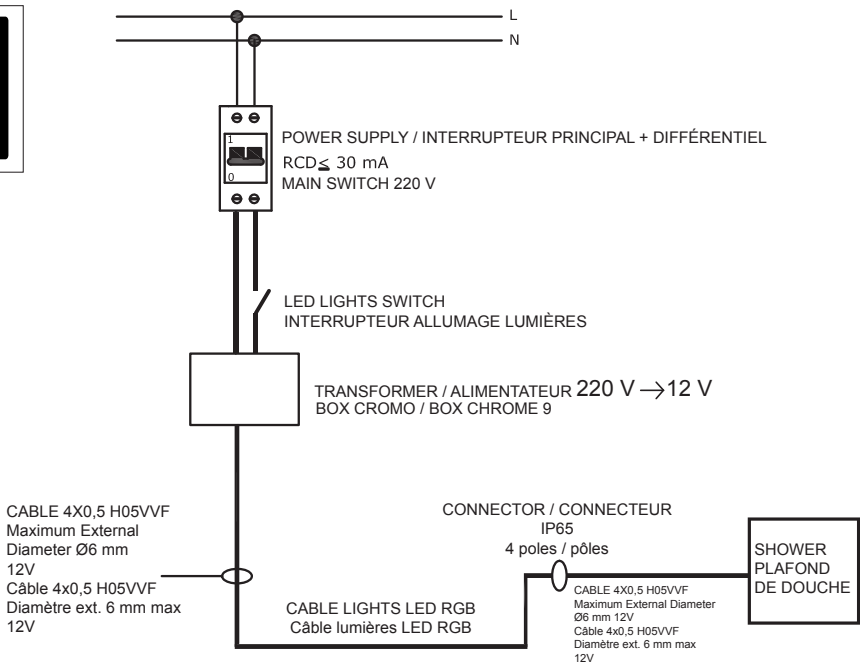 L
N
1
0
POWER SUPPLY / INTERRUPTEUR PRINCIPAL + DIFFÉRENTIEL
RCD≤ 30 mA
MAIN SWITCH 220 V
LED LIGHTS SWITCH
INTERRUPTEUR ALLUMAGE LUMIÈRES
TRANSFORMER / ALIMENTATEUR 220 V →12 V
BOX CROMO / BOX CHROME 9
CABLE 4X0,5 H05VVF
Maximum External
Diameter Ø6 mm
12V
Câble 4x0,5 H05VVF
Diamètre ext. 6 mm max
12V
CONNECTOR / CONNECTEUR
IP65
4 poles / pôles
SHOWER
PLAFOND
DE DOUCHE
CABLE LIGHTS LED RGB
Câble lumières LED RGB
CABLE 4X0,5 H05VVF
Maximum External Diameter
Ø6 mm 12V
Câble 4x0,5 H05VVF
Diamètre ext. 6 mm max
12V